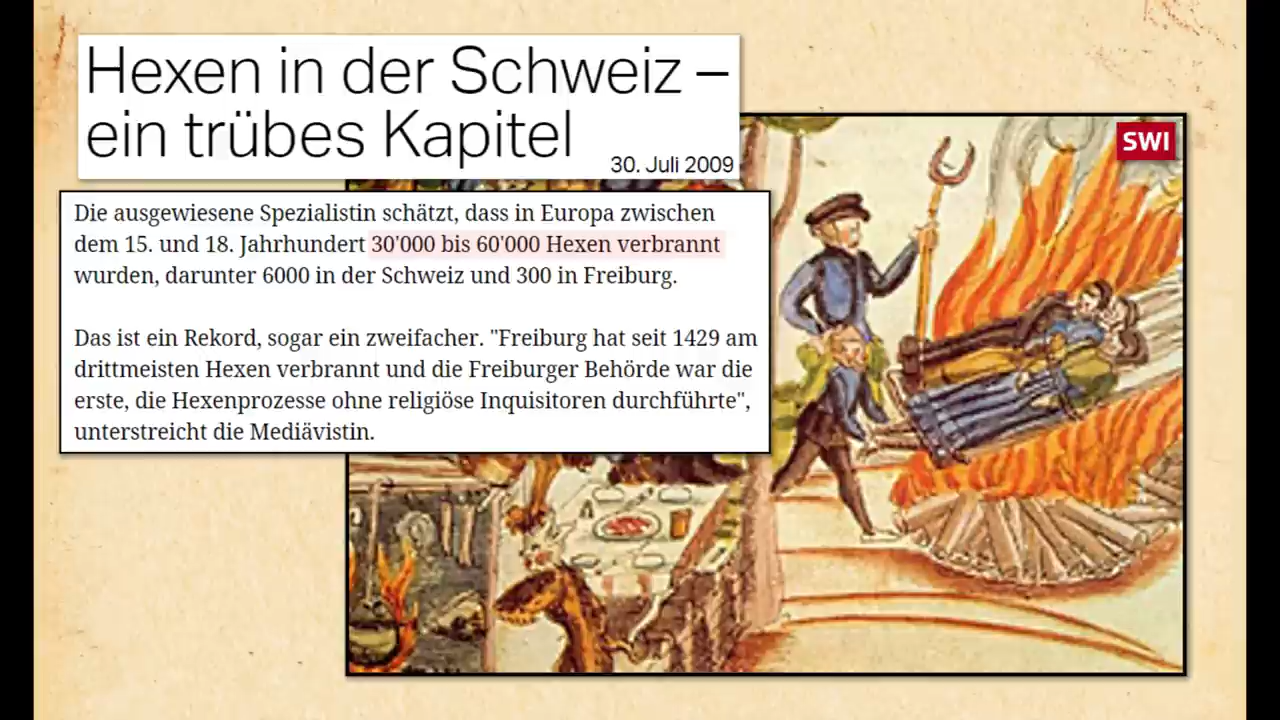 Hexen in der Schweiz –
ein trübes Kapitel
30. Juli 2009
SWI
Die ausgewiesene Spezialistin schätzt, dass in Europa zwischen
dem 15. und 18. Jahrhundert 30'000 bis 60'000 Hexen verbrannt
wurden, darunter 6000 in der Schweiz und 300 in Freiburg.
Das ist ein Rekord, sogar ein zweifacher. "Freiburg hat seit 1429 am
drittmeisten Hexen verbrannt und die Freiburger Behörde war die
erste, die Hexenprozesse ohne religiöse Inquisitoren durchführte",
unterstreicht die Mediävistin.